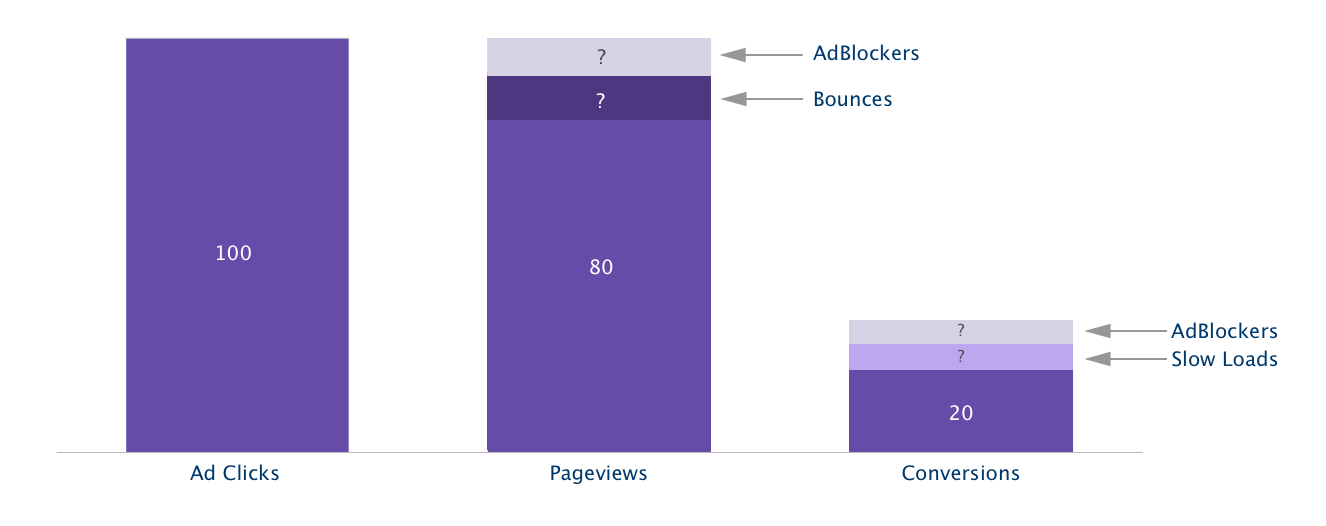 ?
AdBlockers
?
Bounces
100
80
?
AdBlockers
?
Slow Loads
20
Ad Clicks
Pageviews
Conversions